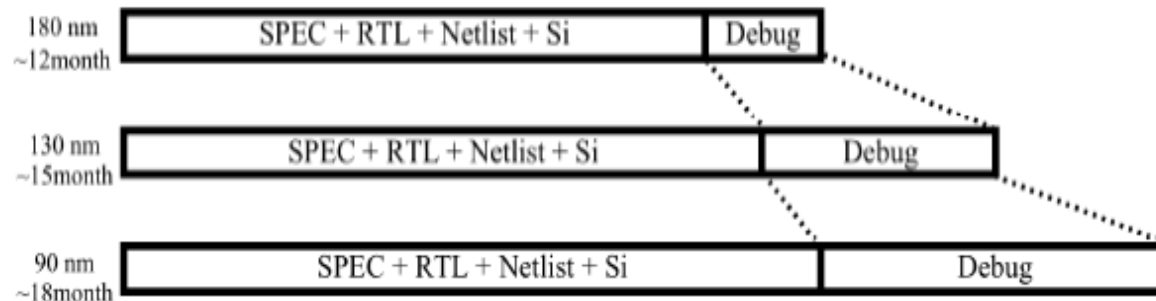 180 nm
~12month
SPEC + RTL + Netlist + Si
Debug
130 nm
~15month
SPEC + RTL + Netlist + Si
Debug
90 nm
~18month
SPEC + RTL + Netlist + Si
Debug